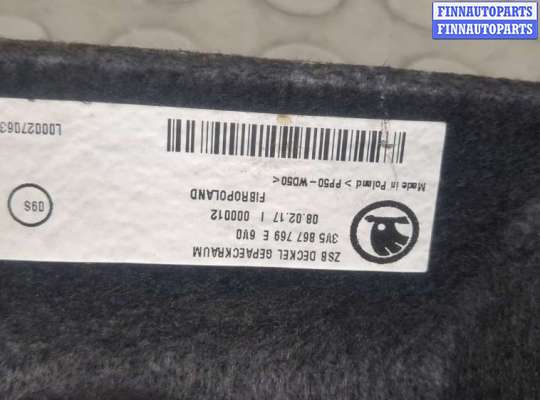 FINNAUTOPARTS
FINNAUTOPARTS
ZSB DECKEL GEPAECKRAUM
3V5 867 769 E 6V0
08.02.17 | 000012
FIBROPOLAND
Made in Poland > PP50-WD50<
09S
L00027063